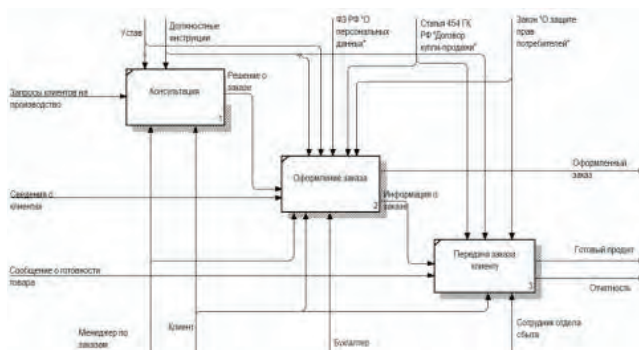 Устав
Должностные
инструкции
ФЗ РФ "О
персональных
данных"
Статья 454 ГК
РФ "Договор
купли-продажи"
Закон "О защите
прав
потребителей"
Запросы клиентов на
производство
Консультация
1
Решение о
заказе
Оформление заказа
2
Оформленный
заказ
Сведения о
клиентах
Информация о
заказе
Передача заказа
клиенту
3
Готовый продукт
Сообщение о готовности
товара
Отчетность
Менеджер по
заказам
Клиент
Бухгалтер
Сотрудник отдела
сбыта